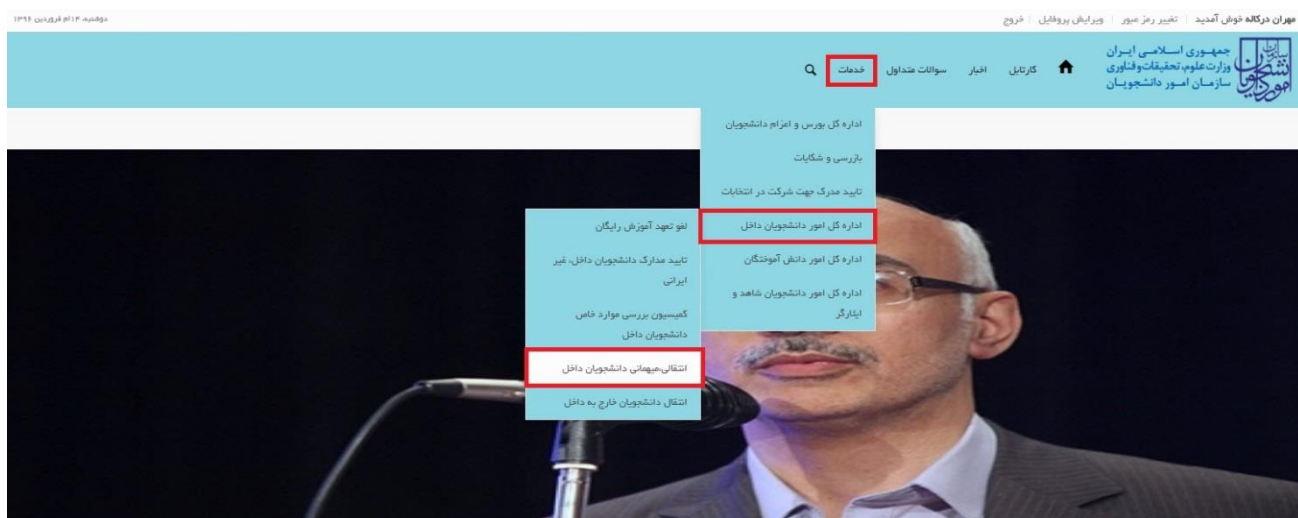 مهران درکاله خوش آمدید | تغییر رمز عبور | ویرایش پروفایل | خروج
دوشنبه، ۱۴ام فروردین ۱۳۹۶
سازمان امور دانشجویان
جمهوری اسلامی ایران
وزارت علوم، تحقیقات و فناوری
سازمان امور دانشجویان
کارتابل
اخبار
سوالات متداول
خدمات
اداره کل بورس و اعزام دانشجویان
بازرسی و شکایات
تایید مدرک جهت شرکت در انتخابات
اداره کل امور دانشجویان داخل
اداره کل امور دانش آموختگان
اداره کل امور دانشجویان شاهد و
ایثارگر
لغو تعهد آموزش رایگان
تایید مدارک دانشجویان داخل، غیر
ایرانی
کمیسیون بررسی موارد خاص
دانشجویان داخل
انتقالی،میهمانی دانشجویان داخل
انتقال دانشجویان خارج به داخل